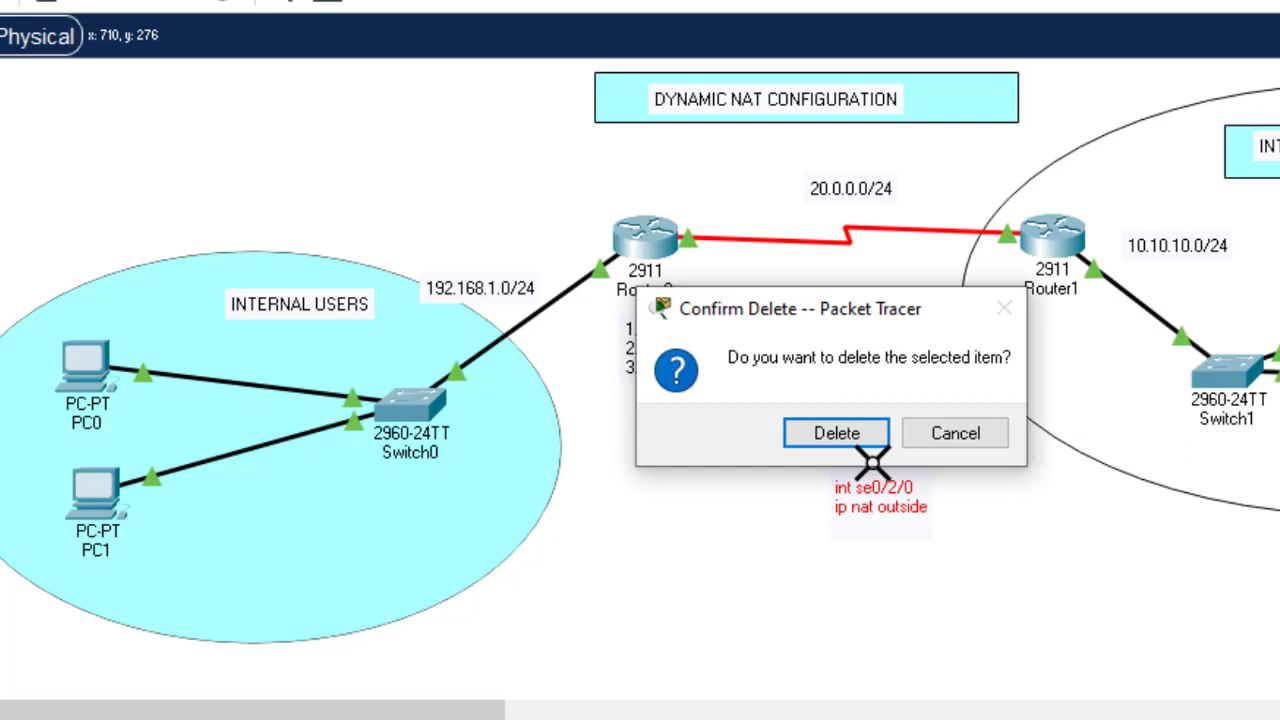 Physical x: 710, y: 276
DYNAMIC NAT CONFIGURATION
20.0.0.0/24
10.10.10.0/24
192.168.1.0/24
INTERNAL USERS
2911
2911
Router1
1.
2.
3.
Confirm Delete -- Packet Tracer
Do you want to delete the selected item?
Delete
Cancel
PC-PT
PC0
2960-24TT
Switch0
2960-24TT
Switch1
int se0/2/0
ip nat outside
PC-PT
PC1